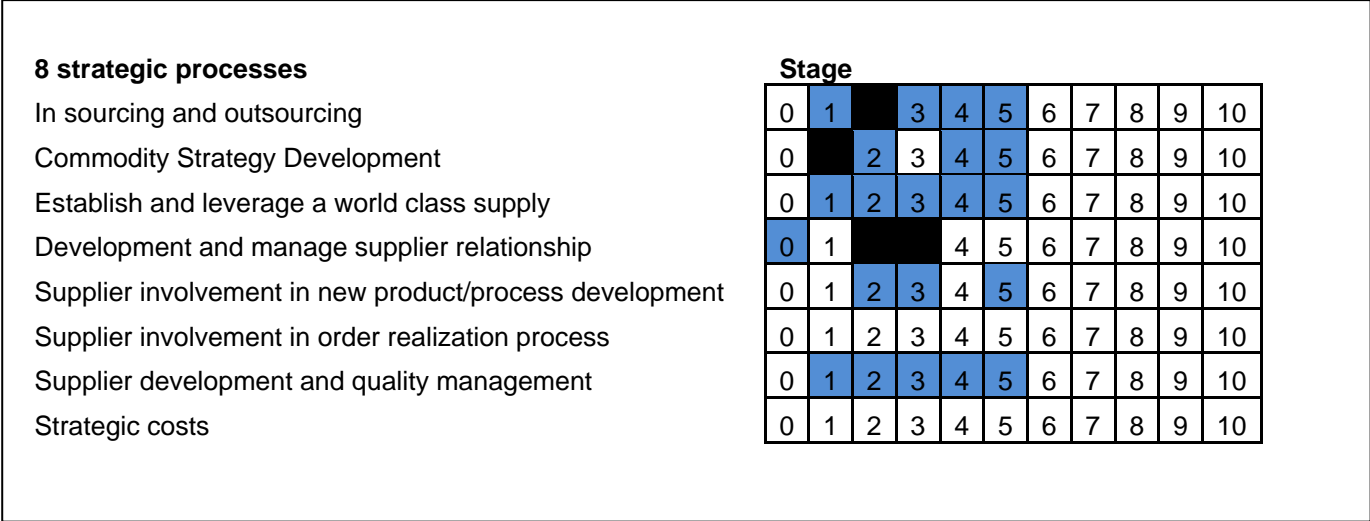 8 strategic processes Stage
In sourcing and outsourcing 0 1 3 4 5 6 7 8 9 10
Commodity Strategy Development 0 2 3 4 5 6 7 8 9 10
Establish and leverage a world class supply 0 1 2 3 4 5 6 7 8 9 10
Development and manage supplier relationship 0 1 4 5 6 7 8 9 10
Supplier involvement in new product/process development 0 1 2 3 4 5 6 7 8 9 10
Supplier involvement in order realization process 0 1 2 3 4 5 6 7 8 9 10
Supplier development and quality management 0 1 2 3 4 5 6 7 8 9 10
Strategic costs 0 1 2 3 4 5 6 7 8 9 10